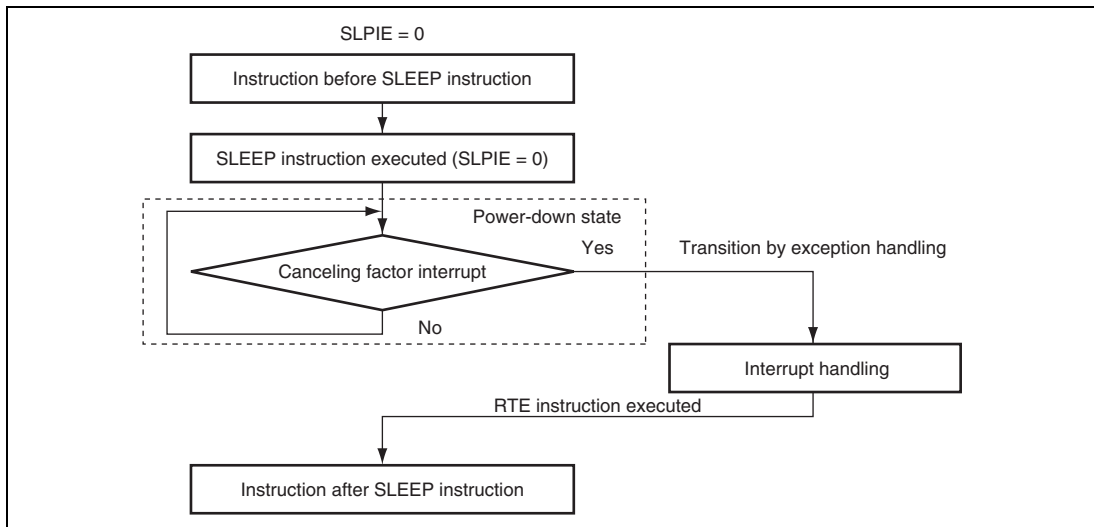 SLPIE = 0
Instruction before SLEEP instruction
SLEEP instruction executed (SLPIE = 0)
Power-down state
Yes
Transition by exception handling
Canceling factor interrupt
No
Interrupt handling
RTE instruction executed
Instruction after SLEEP instruction